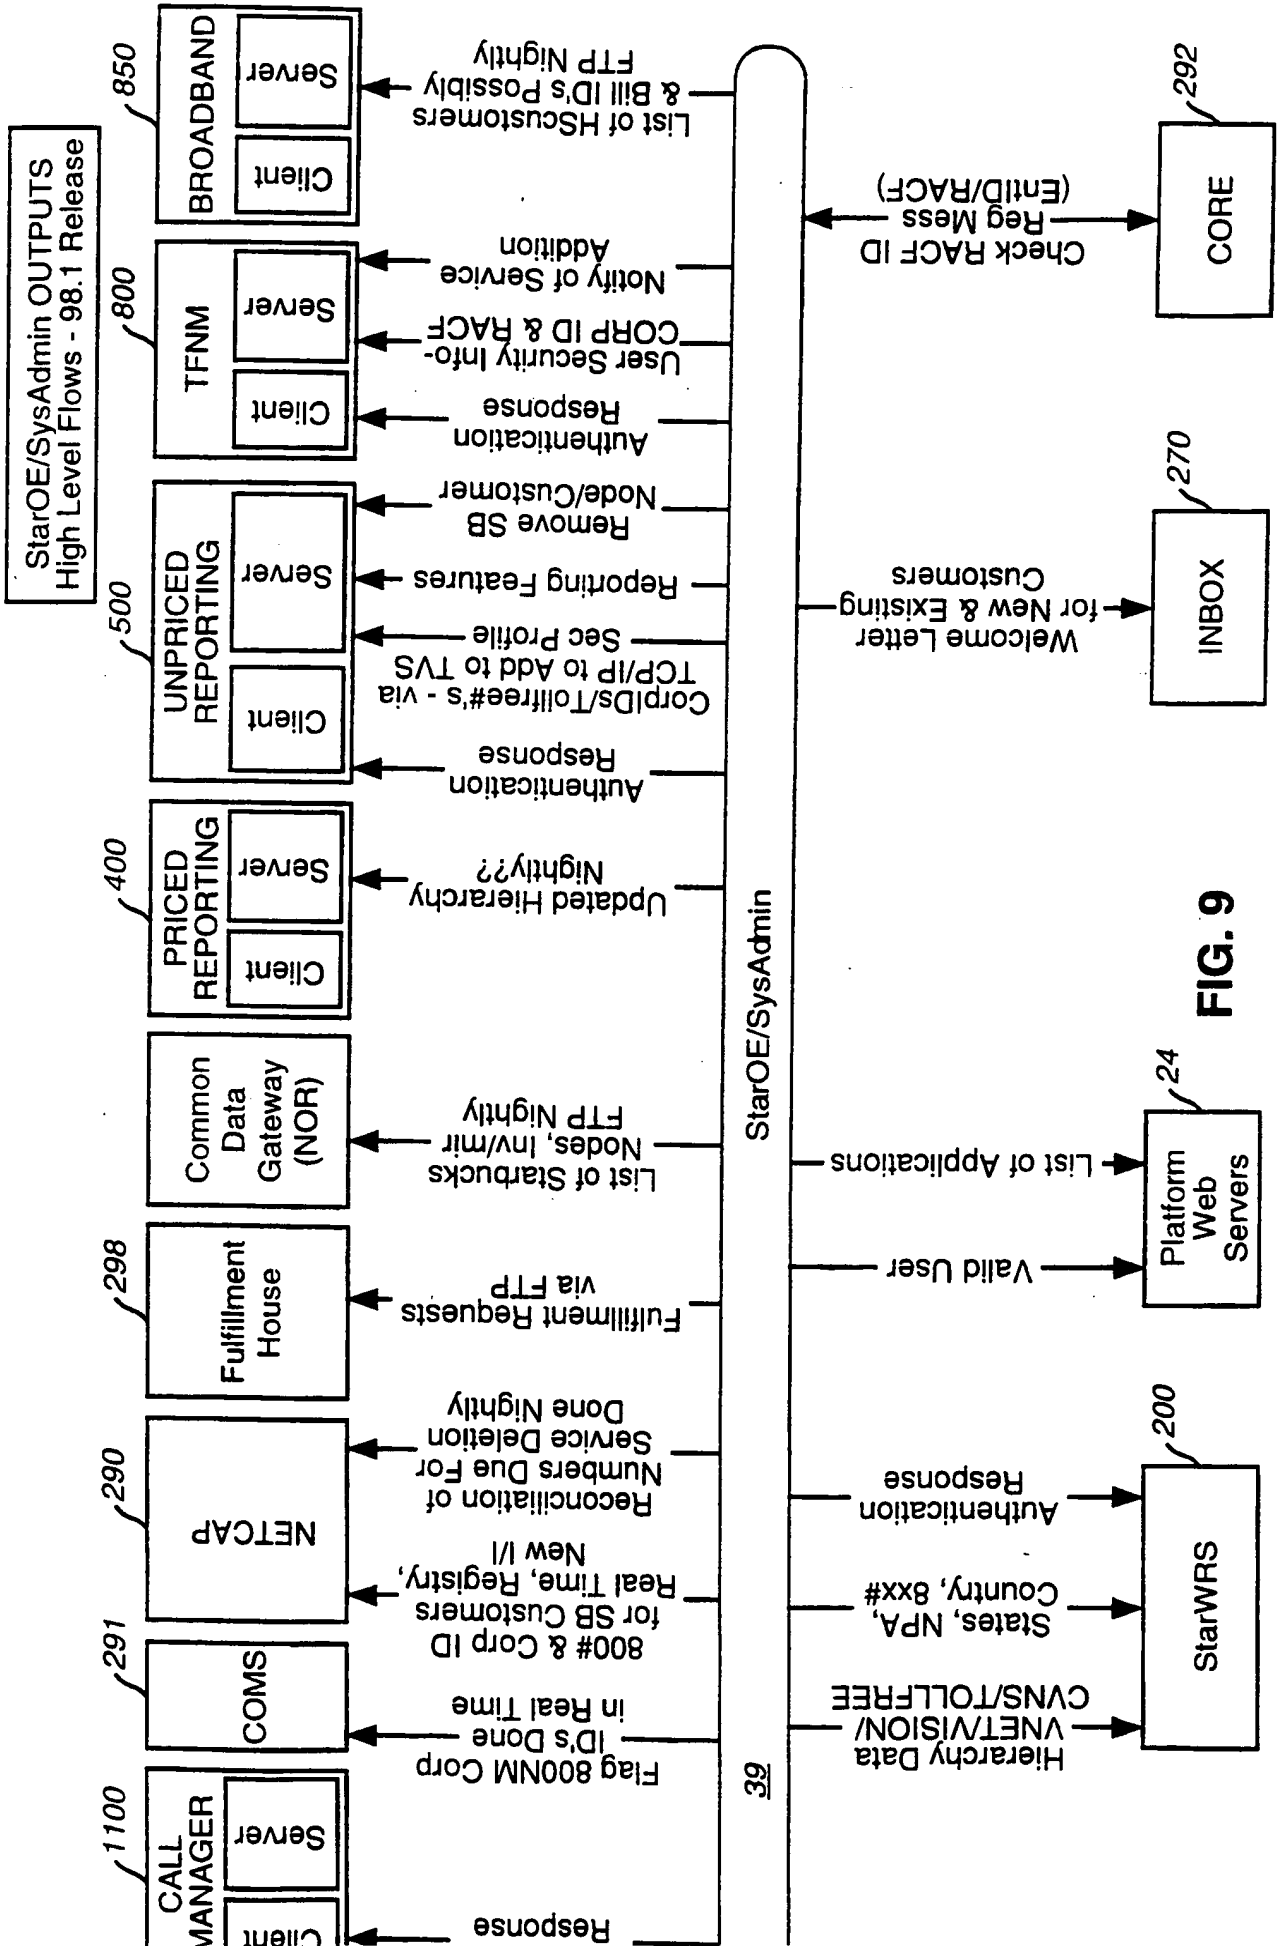 StarOE/SysAdmin OUTPUTS
High Level Flows - 98.1 Release
1100
CALL
MANAGER
Client
Server
Response
291
COMS
Flag 800NM Corp
ID's Done
in Real Time
290
NETCAP
800# & Corp ID
for SB Customers
Real Time, Registry,
New I/I
Reconciliation of
Numbers Due For
Service Deletion
Done Nightly
298
Fulfillment
House
Fulfillment Requests
via FTP
Common
Data
Gateway
(NOR)
List of Starbucks
Nodes, Inv/mir
FTP Nightly
400
PRICED
REPORTING
Client
Server
Updated Hierarchy
Nightly??
500
UNPRICED
REPORTING
Client
Server
Authentication
Response
CorpIDs/Tollfree#'s - via
TCP/IP to Add to TVS
Sec Profile
Reporting Features
Remove SB
Node/Customer
800
TFNM
Client
Server
Authentication
Response
User Security Info-
CORP ID & RACF
Notify of Service
Addition
850
BROADBAND
Client
Server
List of HScustomers
& Bill ID's Possibly
FTP Nightly
39
StarOE/SysAdmin
Hierarchy Data
VNET/VISION/
CVNS/TOLLFREE
States, NPA,
Country, 8xx#
Authentication
Response
200
StarWRS
Valid User
List of Applications
24
Platform
Web
Servers
Welcome Letter
for New & Existing
Customers
270
INBOX
Check RACF ID
Reg Mess
(EntID/RACF)
292
CORE
FIG. 9